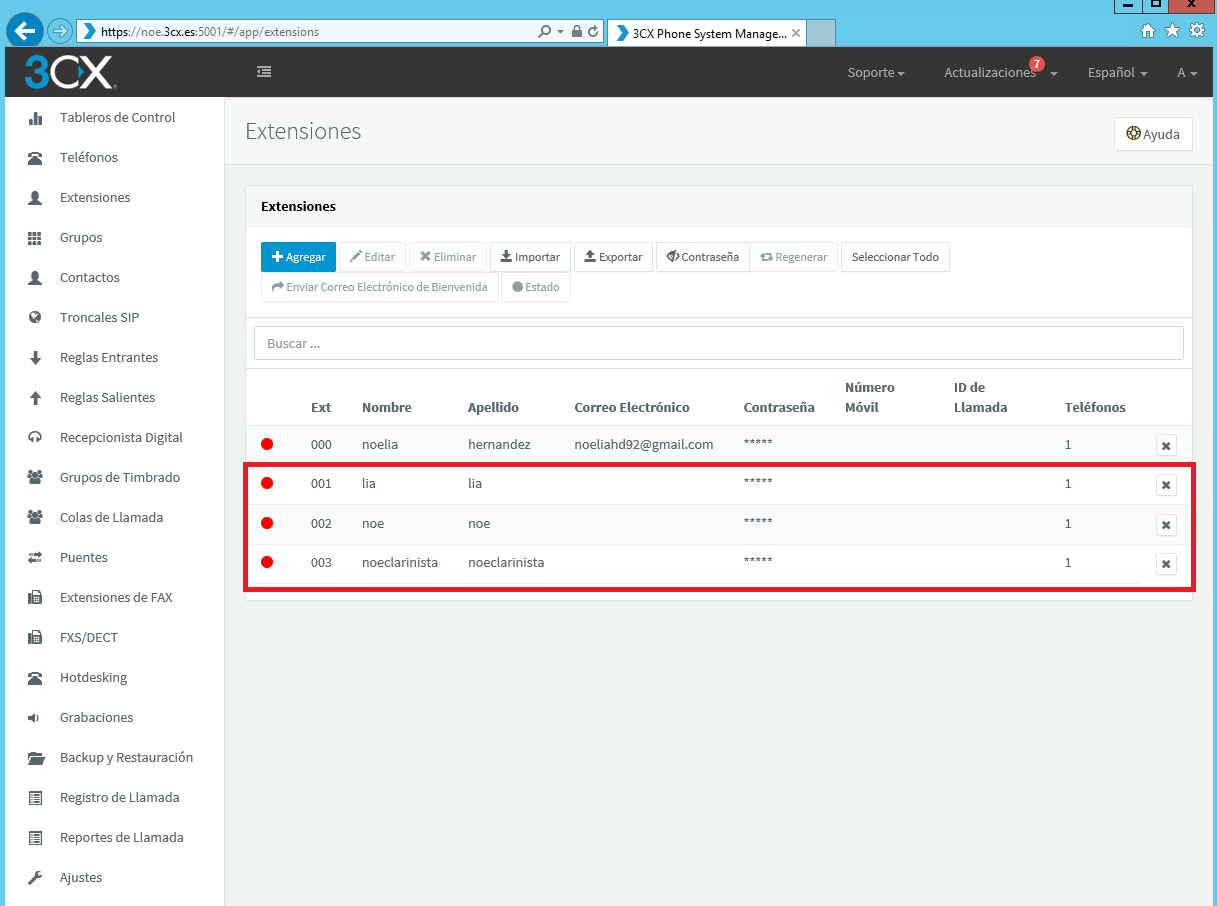 https://noe.3cx.es:5001/#/app/extensions
3CX Phone System Manage...
3CX
Soporte
Actualizaciones 7
Español
A
Tableros de Control
Teléfonos
Extensiones
Grupos
Contactos
Troncales SIP
Reglas Entrantes
Reglas Salientes
Recepcionista Digital
Grupos de Timbrado
Colas de Llamada
Puentes
Extensiones de FAX
FXS/DECT
Hotdesking
Grabaciones
Backup y Restauración
Registro de Llamada
Reportes de Llamada
Ajustes
Extensiones
Ayuda
Extensiones
Agregar Editar Eliminar Importar Exportar Contraseña Regenerar Seleccionar Todo
Enviar Correo Electrónico de Bienvenida Estado
Buscar ...
Ext Nombre Apellido Correo Electrónico Contraseña Número Móvil ID de Llamada Teléfonos
000 noelia hernandez noeliahd92@gmail.com ***** 1
001 lia lia ***** 1
002 noe noe ***** 1
003 noeclarinista noeclarinista ***** 1